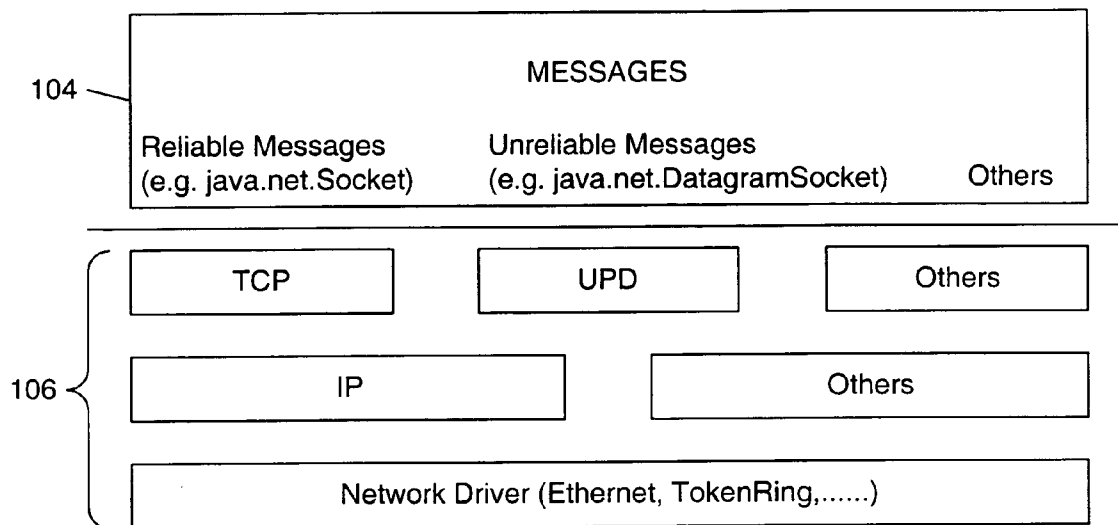 MESSAGES
104
Reliable Messages
(e.g. java.net.Socket)
Unreliable Messages
(e.g. java.net.DatagramSocket)
Others
TCP
UPD
Others
106
IP
Others
Network Driver (Ethernet, TokenRing,......)